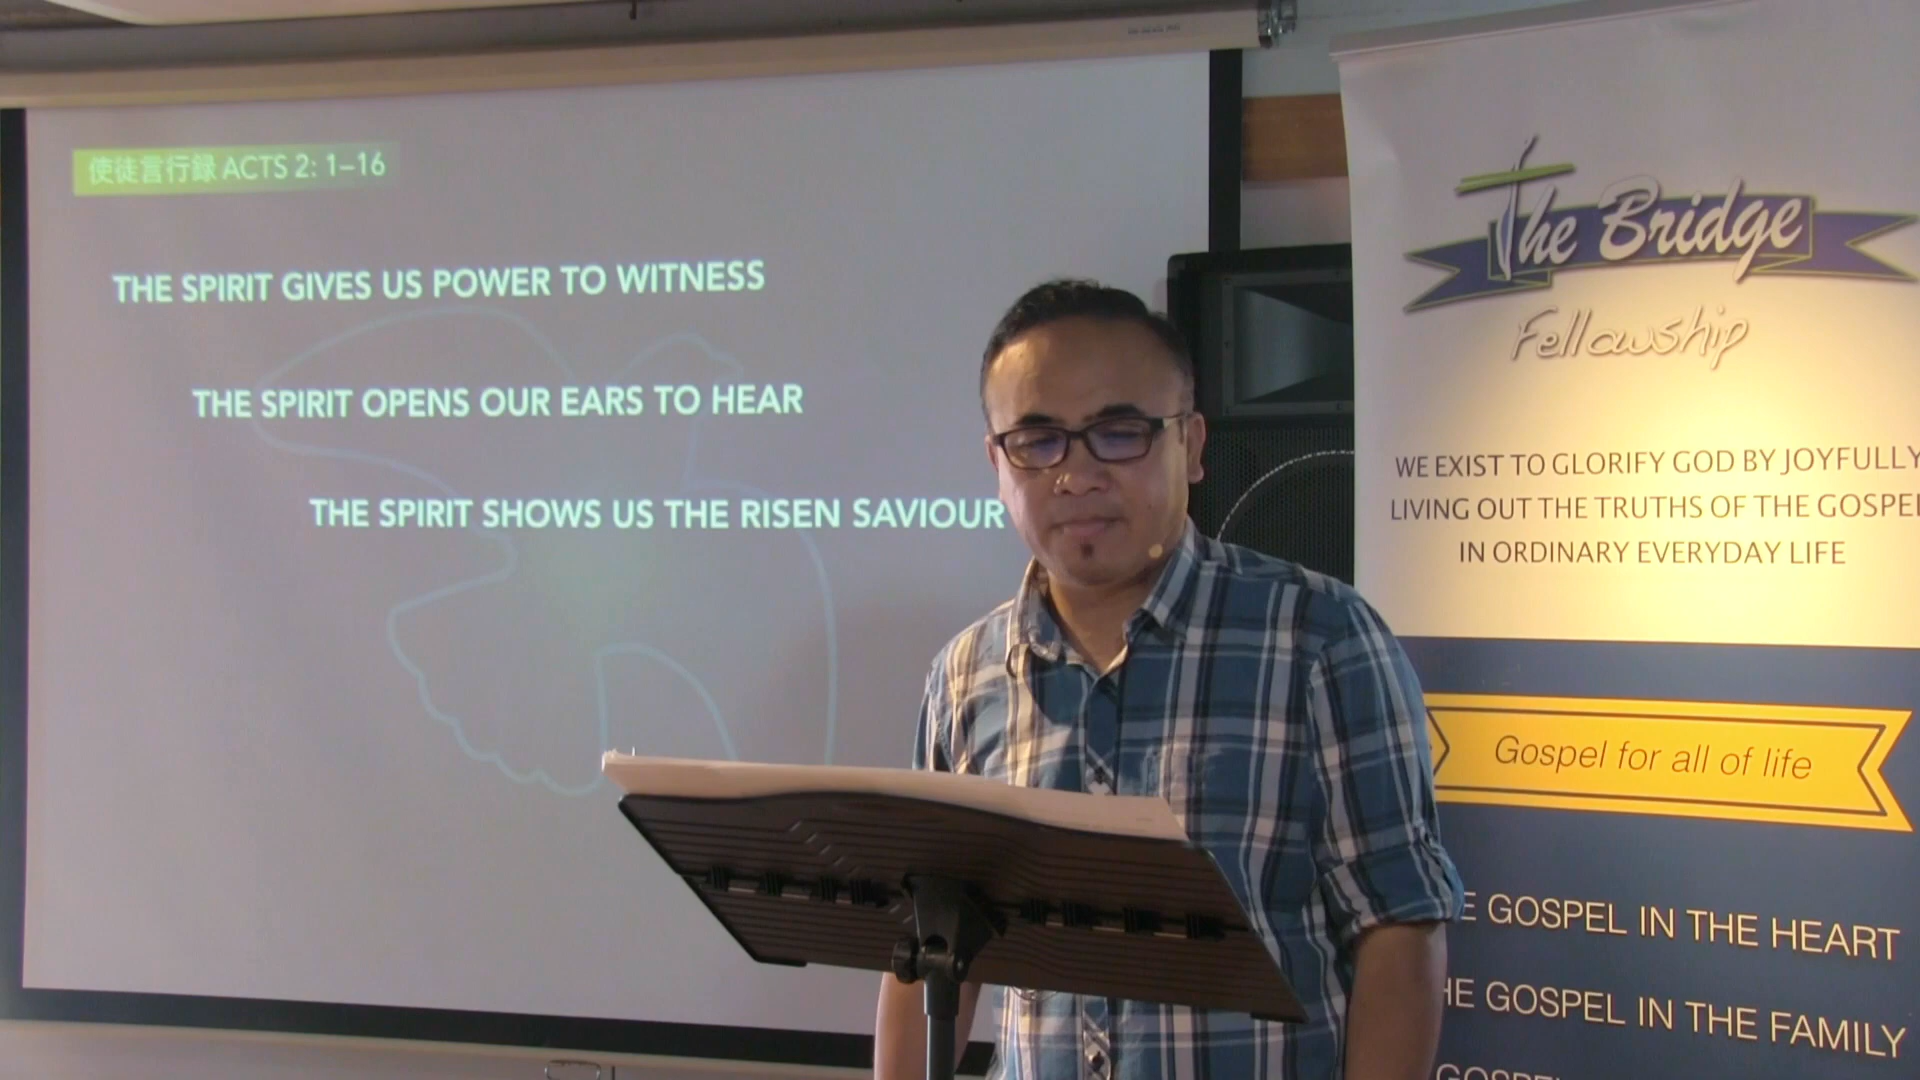 使徒言行録 ACTS 2: 1–16
THE SPIRIT GIVES US POWER TO WITNESS
THE SPIRIT OPENS OUR EARS TO HEAR
THE SPIRIT SHOWS US THE RISEN SAVIOUR
The Bridge
Fellowship
WE EXIST TO GLORIFY GOD BY JOYFULLY
LIVING OUT THE TRUTHS OF THE GOSPEL
IN ORDINARY EVERYDAY LIFE
Gospel for all of life
E GOSPEL IN THE HEART
HE GOSPEL IN THE FAMILY